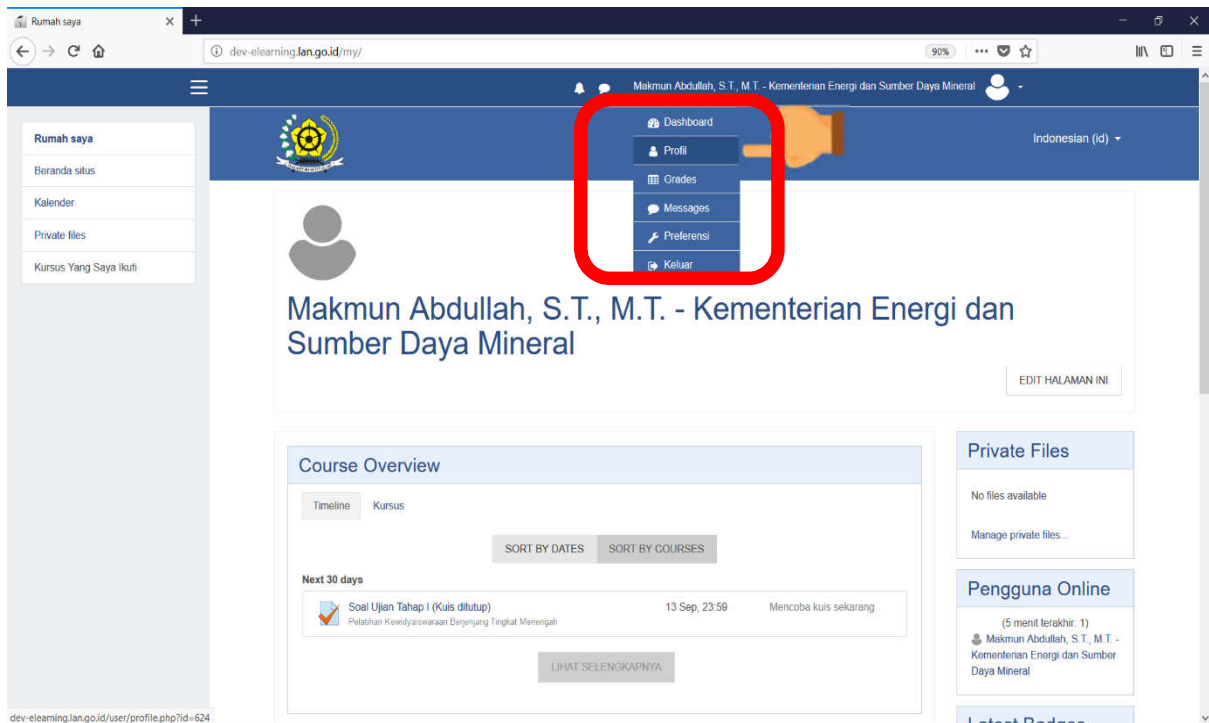 Rumah saya
dev-elearning.lan.go.id/my/
90%
Makmun Abdullah, S.T., M.T. - Kementerian Energi dan Sumber Daya Mineral
Rumah saya
Beranda situs
Kalender
Private files
Kursus Yang Saya Ikuti
Dashboard
Profil
Grades
Messages
Preferensi
Keluar
Indonesian (id)
Makmun Abdullah, S.T., M.T. - Kementerian Energi dan
Sumber Daya Mineral
EDIT HALAMAN INI
Course Overview
Timeline Kursus
SORT BY DATES SORT BY COURSES
Next 30 days
Soal Ujian Tahap I (Kuis ditutup) 13 Sep, 23:59 Mencoba kuis sekarang
Pelatihan Kewidyaiswaraan Berjenjang Tingkat Menengah
LIHAT SELENGKAPNYA
Private Files
No files available
Manage private files...
Pengguna Online
(5 menit terakhir: 1)
Makmun Abdullah, S.T., M.T. -
Kementerian Energi dan Sumber
Daya Mineral
Latest Badges
dev-elearning.lan.go.id/user/profile.php?id=624